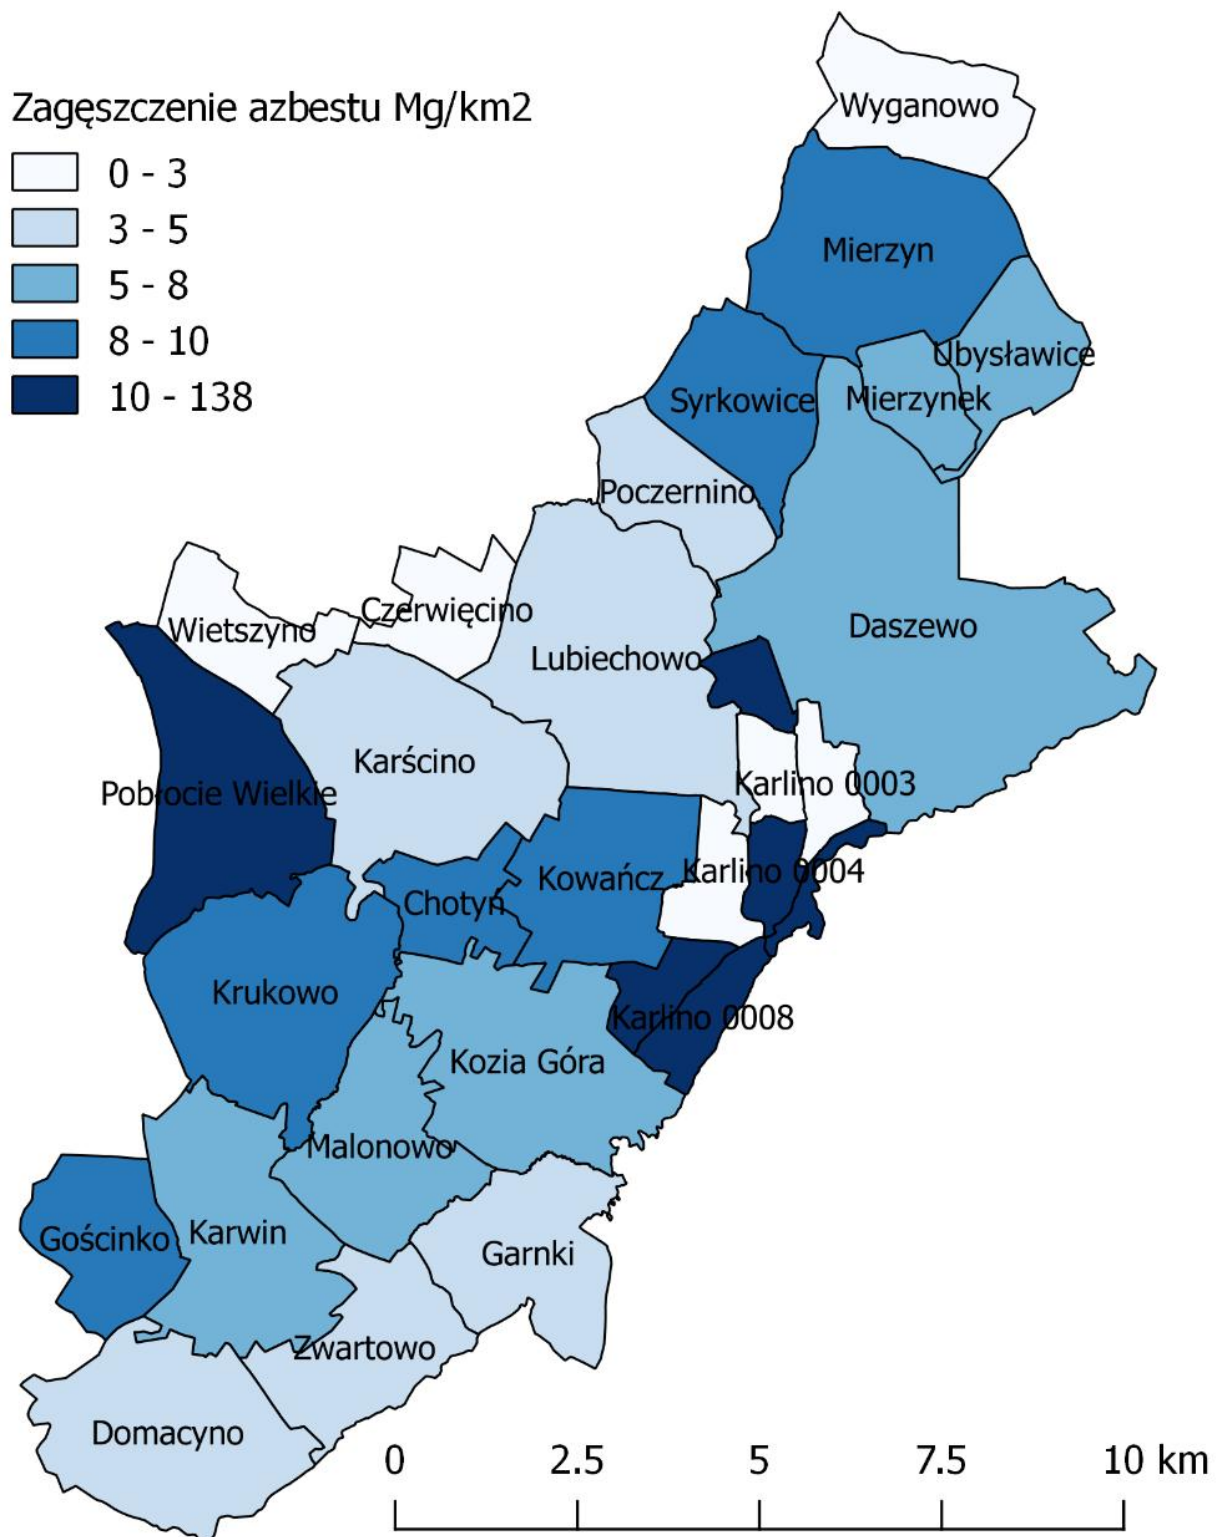 Wyganowo
Zagęszczenie azbestu Mg/km2
0 - 3
3 - 5
5 - 8
8 - 10
10 - 138
Mierzyn
Ubysławice
Syrkowice
Mierzynek
Poczernino
Czerwięcino
Wietszyno
Daszewo
Lubiechowo
Karścino
Karlino 0003
Pobłocie Wielkie
Karlino 0004
Kowańcz
Chotyń
Krukowo
Karlino 0008
Kozia Góra
Malonowo
Karwin
Gościnko
Garnki
Zwartowo
Domacyno
0 2.5 5 7.5 10 km